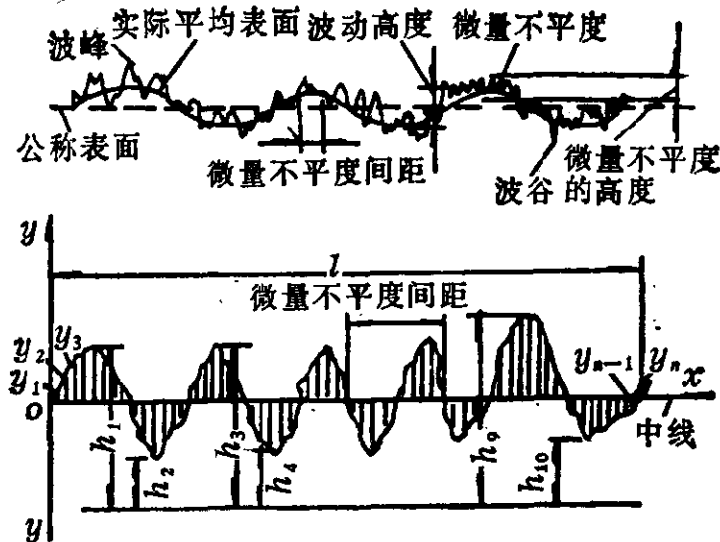 波峰
实际平均表面
波动高度
微量不平度
公称表面
微量不平度间距
波谷
微量不平度
的高度
y
l
微量不平度间距
y₁
y₂
y₃
yₙ₋₁
yₙ
x
o
中线
h₁
h₂
h₃
h₄
h₉
h₁₀
y